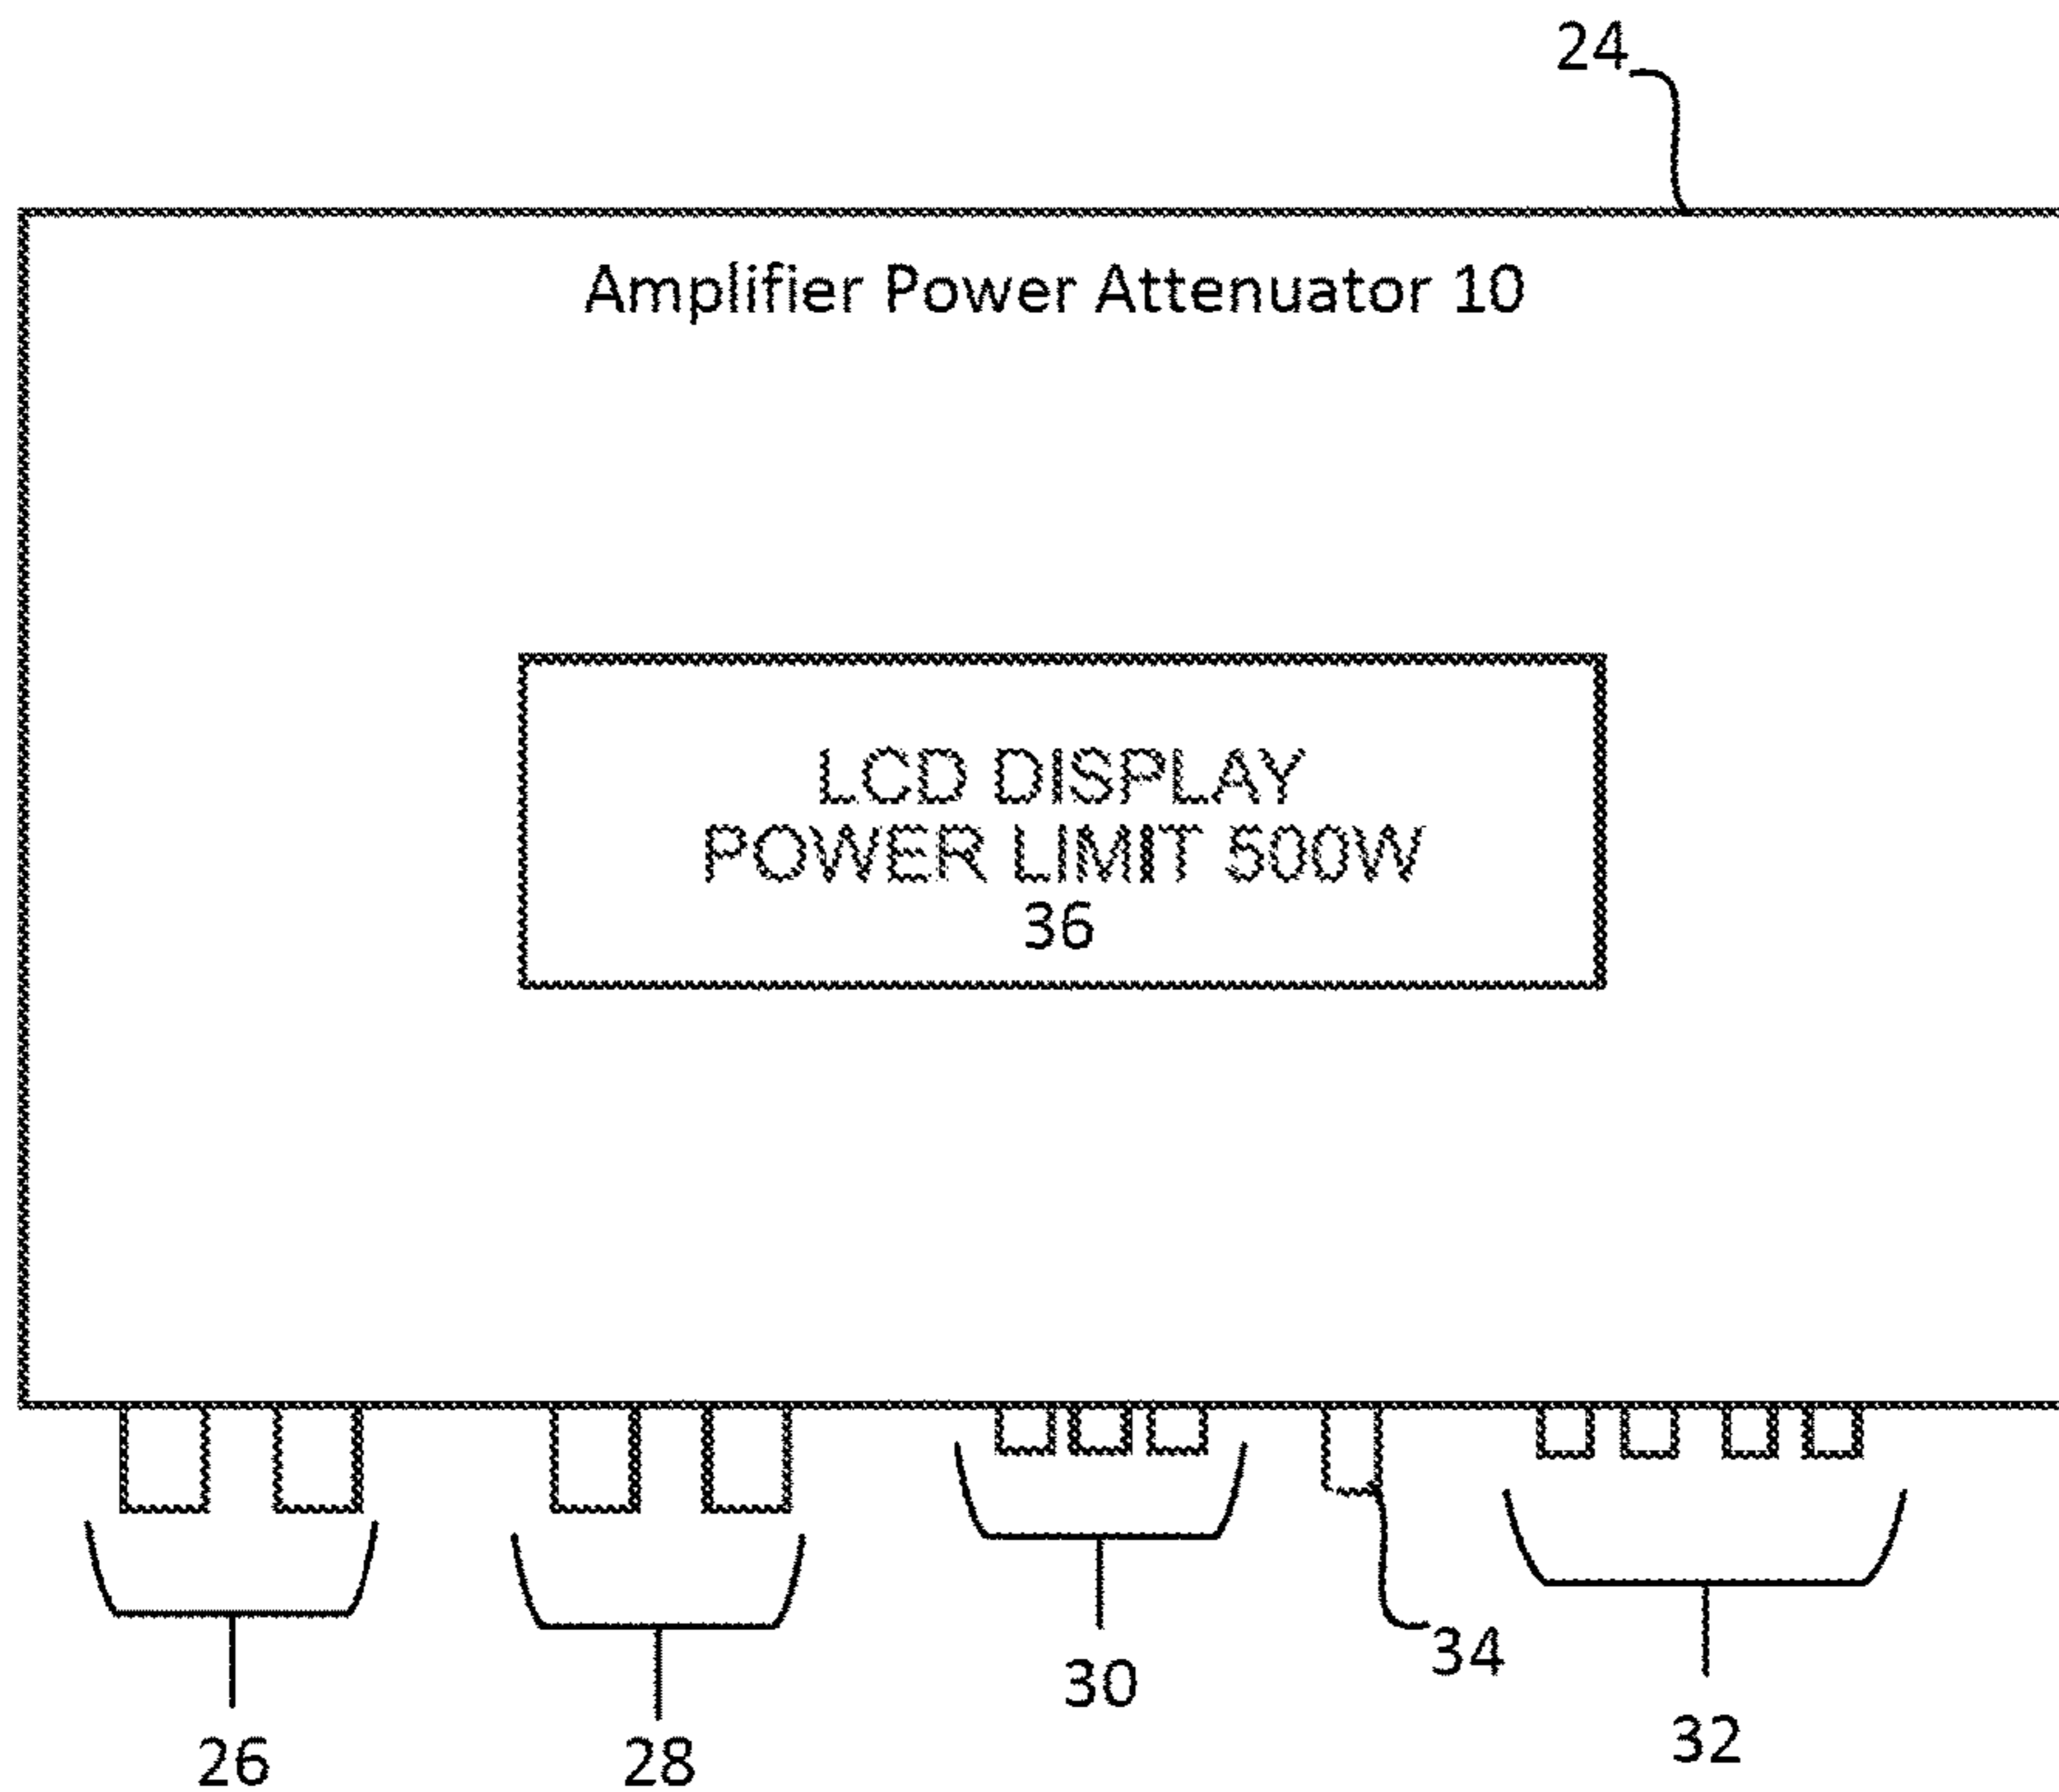 24
Amplifier Power Attenuator 10
LCD DISPLAY
POWER LIMIT 500W
36
26
28
30
34
32